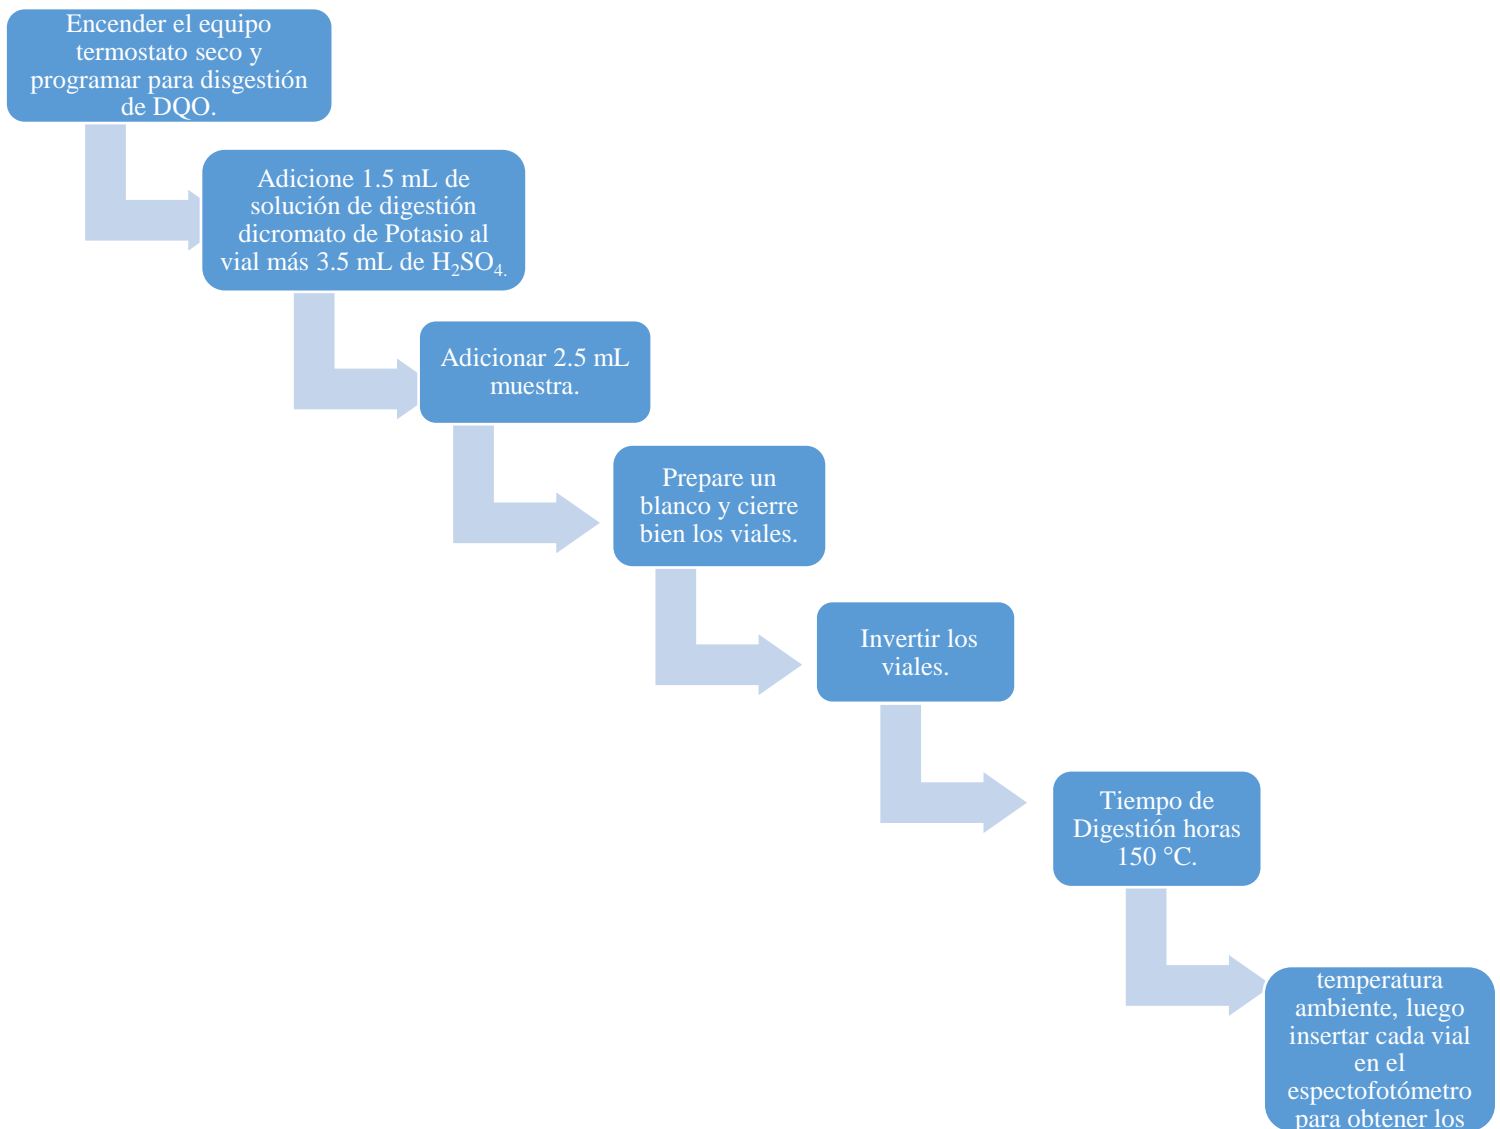 Encender el equipo
termostato seco y
programar para disgestión
de DQO.
Adicione 1.5 mL de
solución de digestión
dicromato de Potasio al
vial más 3.5 mL de H₂SO₄.
Adicionar 2.5 mL
muestra.
Prepare un
blanco y cierre
bien los viales.
Invertir los
viales.
Tiempo de
Digestión horas
150 °C.
temperatura
ambiente, luego
insertar cada vial
en el
espectofotómetro
para obtener los